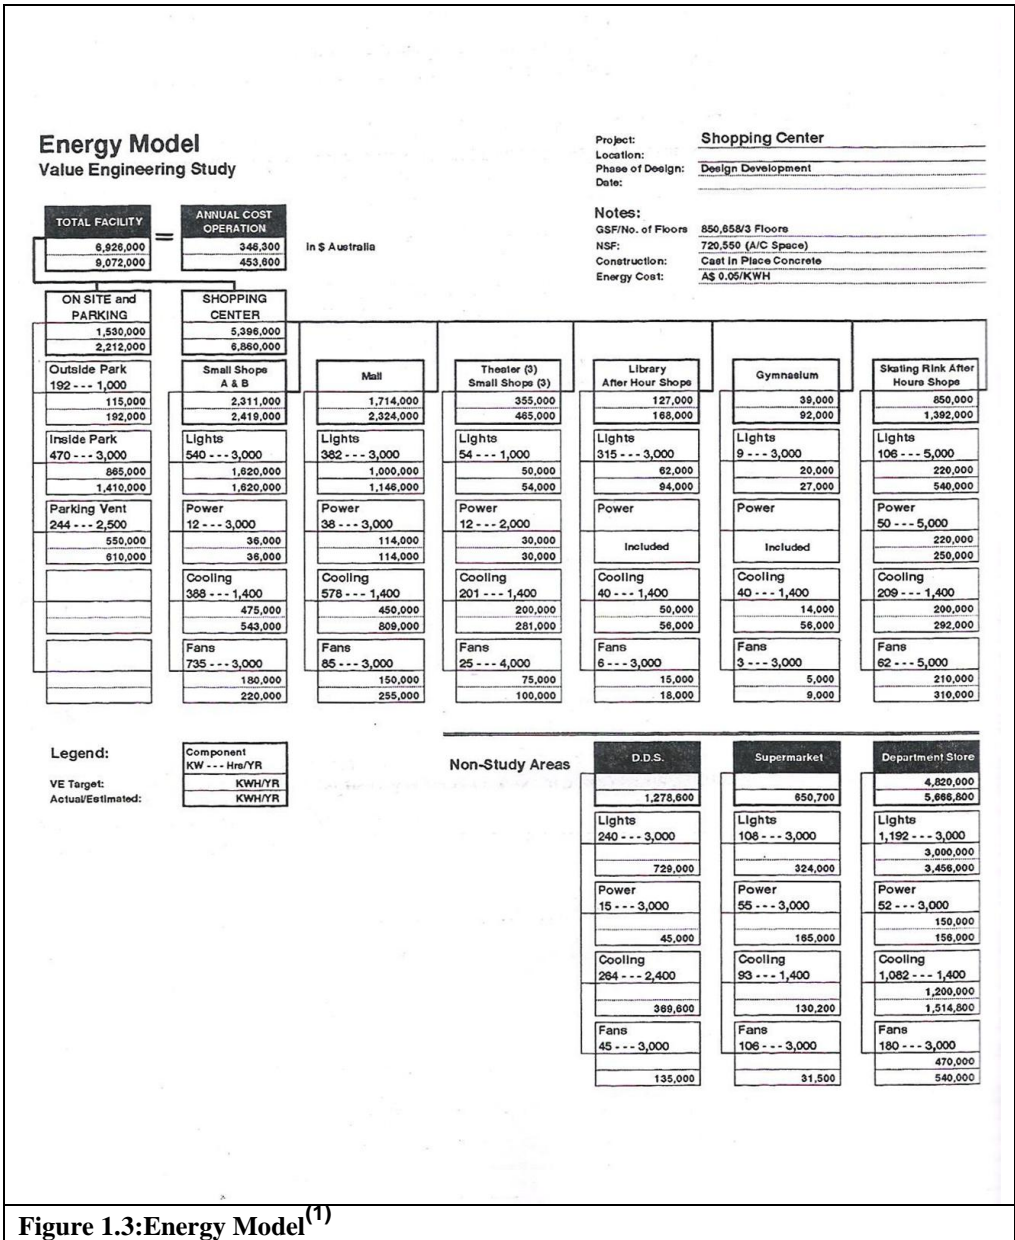 Energy Model
Value Engineering Study
Project: Shopping Center
Location:
Phase of Design: Design Development
Date:
Notes:
GSF/No. of Floors 850,658/3 Floors
NSF: 720,550 (A/C Space)
Construction: Cast in Place Concrete
Energy Cost: A$ 0.05/KWH
TOTAL FACILITY
6,926,000
9,072,000
=
ANNUAL COST
OPERATION
346,300
453,600
In $ Australia
ON SITE and
PARKING
1,530,000
2,212,000
Outside Park
192 --- 1,000
115,000
192,000
Inside Park
470 --- 3,000
865,000
1,410,000
Parking Vent
244 --- 2,500
550,000
610,000
SHOPPING
CENTER
5,396,000
6,860,000
Small Shops
A & B
2,311,000
2,419,000
Lights
540 --- 3,000
1,620,000
1,620,000
Power
12 --- 3,000
36,000
36,000
Cooling
388 --- 1,400
475,000
543,000
Fans
735 --- 3,000
180,000
220,000
Mall
1,714,000
2,324,000
Lights
382 --- 3,000
1,000,000
1,146,000
Power
38 --- 3,000
114,000
114,000
Cooling
578 --- 1,400
450,000
809,000
Fans
85 --- 3,000
150,000
255,000
Theater (3)
Small Shops (3)
355,000
465,000
Lights
54 --- 1,000
50,000
54,000
Power
12 --- 2,000
30,000
30,000
Cooling
201 --- 1,400
200,000
281,000
Fans
25 --- 4,000
75,000
100,000
Library
After Hour Shops
127,000
168,000
Lights
315 --- 3,000
62,000
94,000
Power
Included
Cooling
40 --- 1,400
50,000
56,000
Fans
6 --- 3,000
15,000
18,000
Gymnasium
39,000
92,000
Lights
9 --- 3,000
20,000
27,000
Power
Included
Cooling
40 --- 1,400
14,000
56,000
Fans
3 --- 3,000
5,000
9,000
Skating Rink After
Hours Shops
850,000
1,392,000
Lights
106 --- 5,000
220,000
540,000
Power
50 --- 5,000
220,000
250,000
Cooling
209 --- 1,400
200,000
292,000
Fans
62 --- 5,000
210,000
310,000
Legend:
VE Target:
Actual/Estimated:
Component
KW --- Hrs/YR
KWH/YR
KWH/YR
Non-Study Areas
D.D.S.
1,278,600
Lights
240 --- 3,000
729,000
Power
15 --- 3,000
45,000
Cooling
264 --- 2,400
369,600
Fans
45 --- 3,000
135,000
Supermarket
650,700
Lights
108 --- 3,000
324,000
Power
55 --- 3,000
165,000
Cooling
93 --- 1,400
130,200
Fans
106 --- 3,000
31,500
Department Store
4,820,000
5,666,800
Lights
1,192 --- 3,000
3,000,000
3,456,000
Power
52 --- 3,000
150,000
156,000
Cooling
1,082 --- 1,400
1,200,000
1,514,800
Fans
180 --- 3,000
470,000
540,000
Figure 1.3:Energy Model(1)